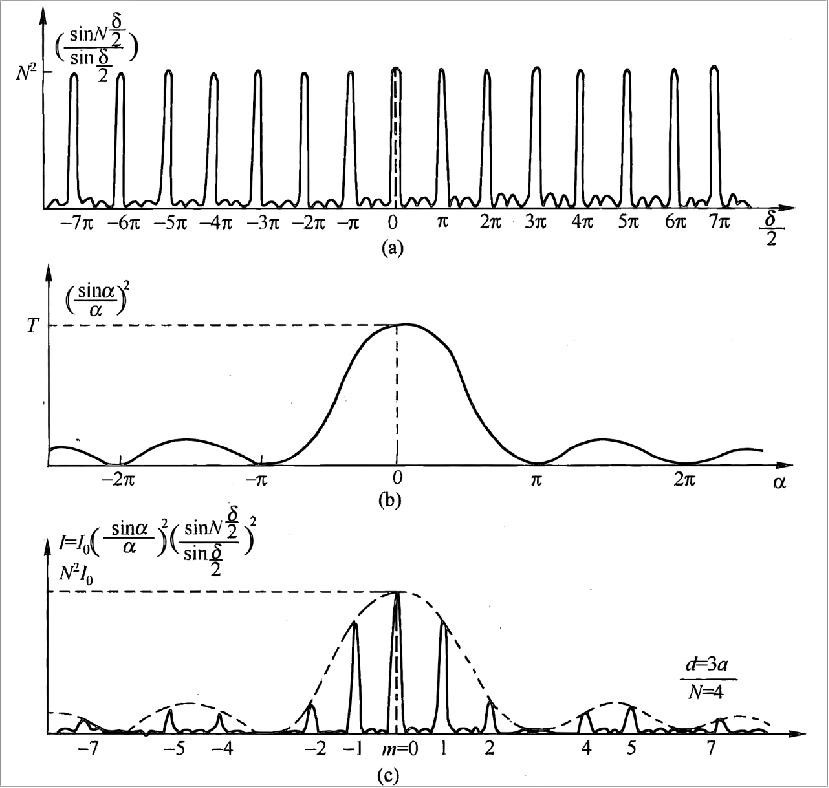 (sinN δ/2 / sin δ/2)
N²
−7π −6π −5π −4π −3π −2π −π 0 π 2π 3π 4π 5π 6π 7π δ/2
(a)
(sinα/α)²
T
−2π −π 0 π 2π α
(b)
I=I₀(sinα/α)²(sinN δ/2 / sin δ/2)²
N²I₀
d=3a
N=4
−7 −5 −4 −2 −1 m=0 1 2 4 5 7
(c)